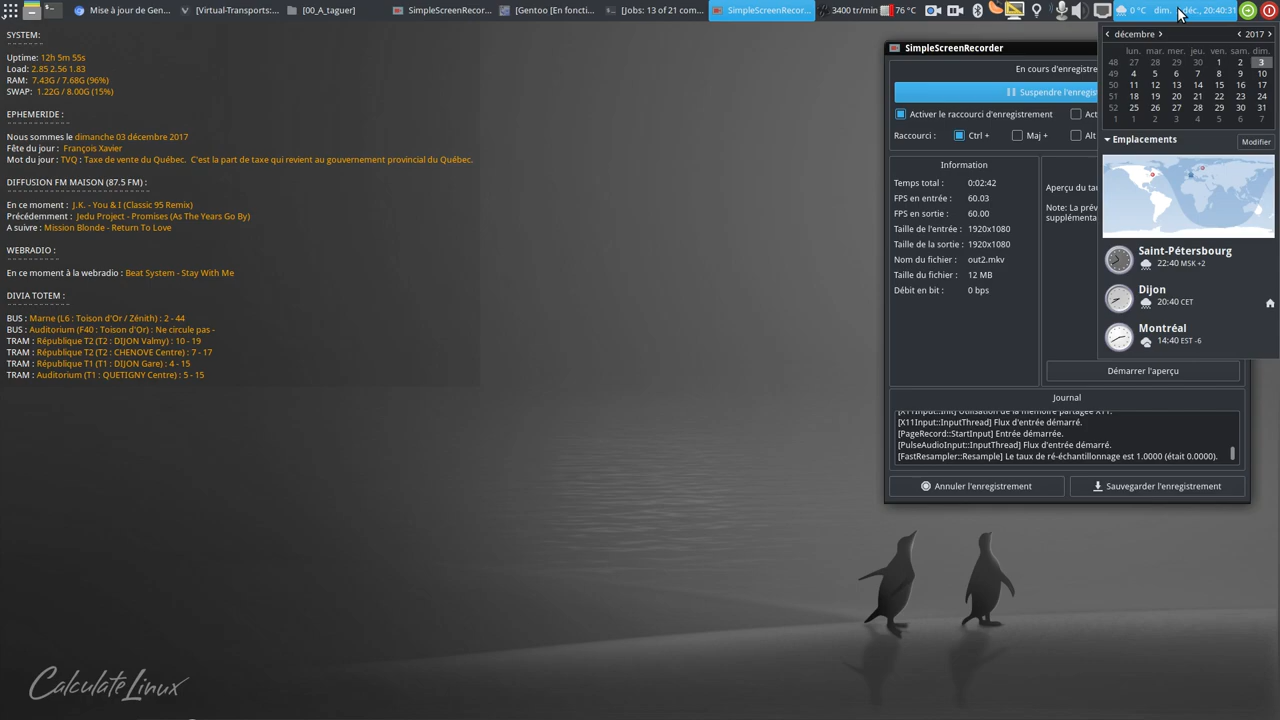 Mise à jour de Gen...
[Virtual-Transports:...
[00_A_taguer]
SimpleScreenRecor...
[Gentoo [En foncti...
[Jobs: 13 of 21 com...
SimpleScreenRecor...
3400 tr/min
76 °C
0 °C
dim.
déc., 20:40:31
SYSTEM:
Uptime: 12h 5m 55s
Load: 2.85 2.56 1.83
RAM: 7.43G / 7.68G (96%)
SWAP: 1.22G / 8.00G (15%)
EPHEMERIDE :
Nous sommes le dimanche 03 décembre 2017
Fête du jour : François Xavier
Mot du jour : TVQ : Taxe de vente du Québec. C'est la part de taxe qui revient au gouvernement provincial du Québec.
DIFFUSION FM MAISON (87.5 FM) :
En ce moment : J.K. - You & I (Classic 95 Remix)
Précédemment : Jedu Project - Promises (As The Years Go By)
A suivre : Mission Blonde - Return To Love
WEBRADIO :
En ce moment à la webradio : Beat System - Stay With Me
DIVIA TOTEM :
BUS : Marne (L6 : Toison d'Or / Zénith) : 2 - 44
BUS : Auditorium (F40 : Toison d'Or) : Ne circule pas -
TRAM : République T2 (T2 : DIJON Valmy) : 10 - 19
TRAM : République T2 (T2 : CHENOVE Centre) : 7 - 17
TRAM : République T1 (T1 : DIJON Gare) : 4 - 15
TRAM : Auditorium (T1 : QUETIGNY Centre) : 5 - 15
SimpleScreenRecorder
En cours d'enregistre
Suspendre l'enregis
Activer le raccourci d'enregistrement
Act
Raccourci :
Ctrl +
Maj +
Alt
Information
Temps total : 0:02:42
FPS en entrée : 60.03
FPS en sortie : 60.00
Taille de l'entrée : 1920x1080
Taille de la sortie : 1920x1080
Nom du fichier : out2.mkv
Taille du fichier : 12 MB
Débit en bit : 0 bps
Aperçu du tau
Note: La prév
supplémenta
Démarrer l'aperçu
Journal
[X11Input::Init] Utilisation de la mémoire partagée X11.
[X11Input::InputThread] Flux d'entrée démarré.
[PageRecord::StartInput] Entrée démarrée.
[PulseAudioInput::InputThread] Flux d'entrée démarré.
[FastResampler::Resample] Le taux de ré-échantillonnage est 1.0000 (était 0.0000).
Annuler l'enregistrement
Sauvegarder l'enregistrement
décembre
2017
lun. mar. mer. jeu. ven. sam. dim.
48 27 28 29 30 1 2 3
49 4 5 6 7 8 9 10
50 11 12 13 14 15 16 17
51 18 19 20 21 22 23 24
52 25 26 27 28 29 30 31
1 1 2 3 4 5 6 7
Emplacements
Modifier
Saint-Pétersbourg
22:40 MSK +2
Dijon
20:40 CET
Montréal
14:40 EST -6
Calculate Linux